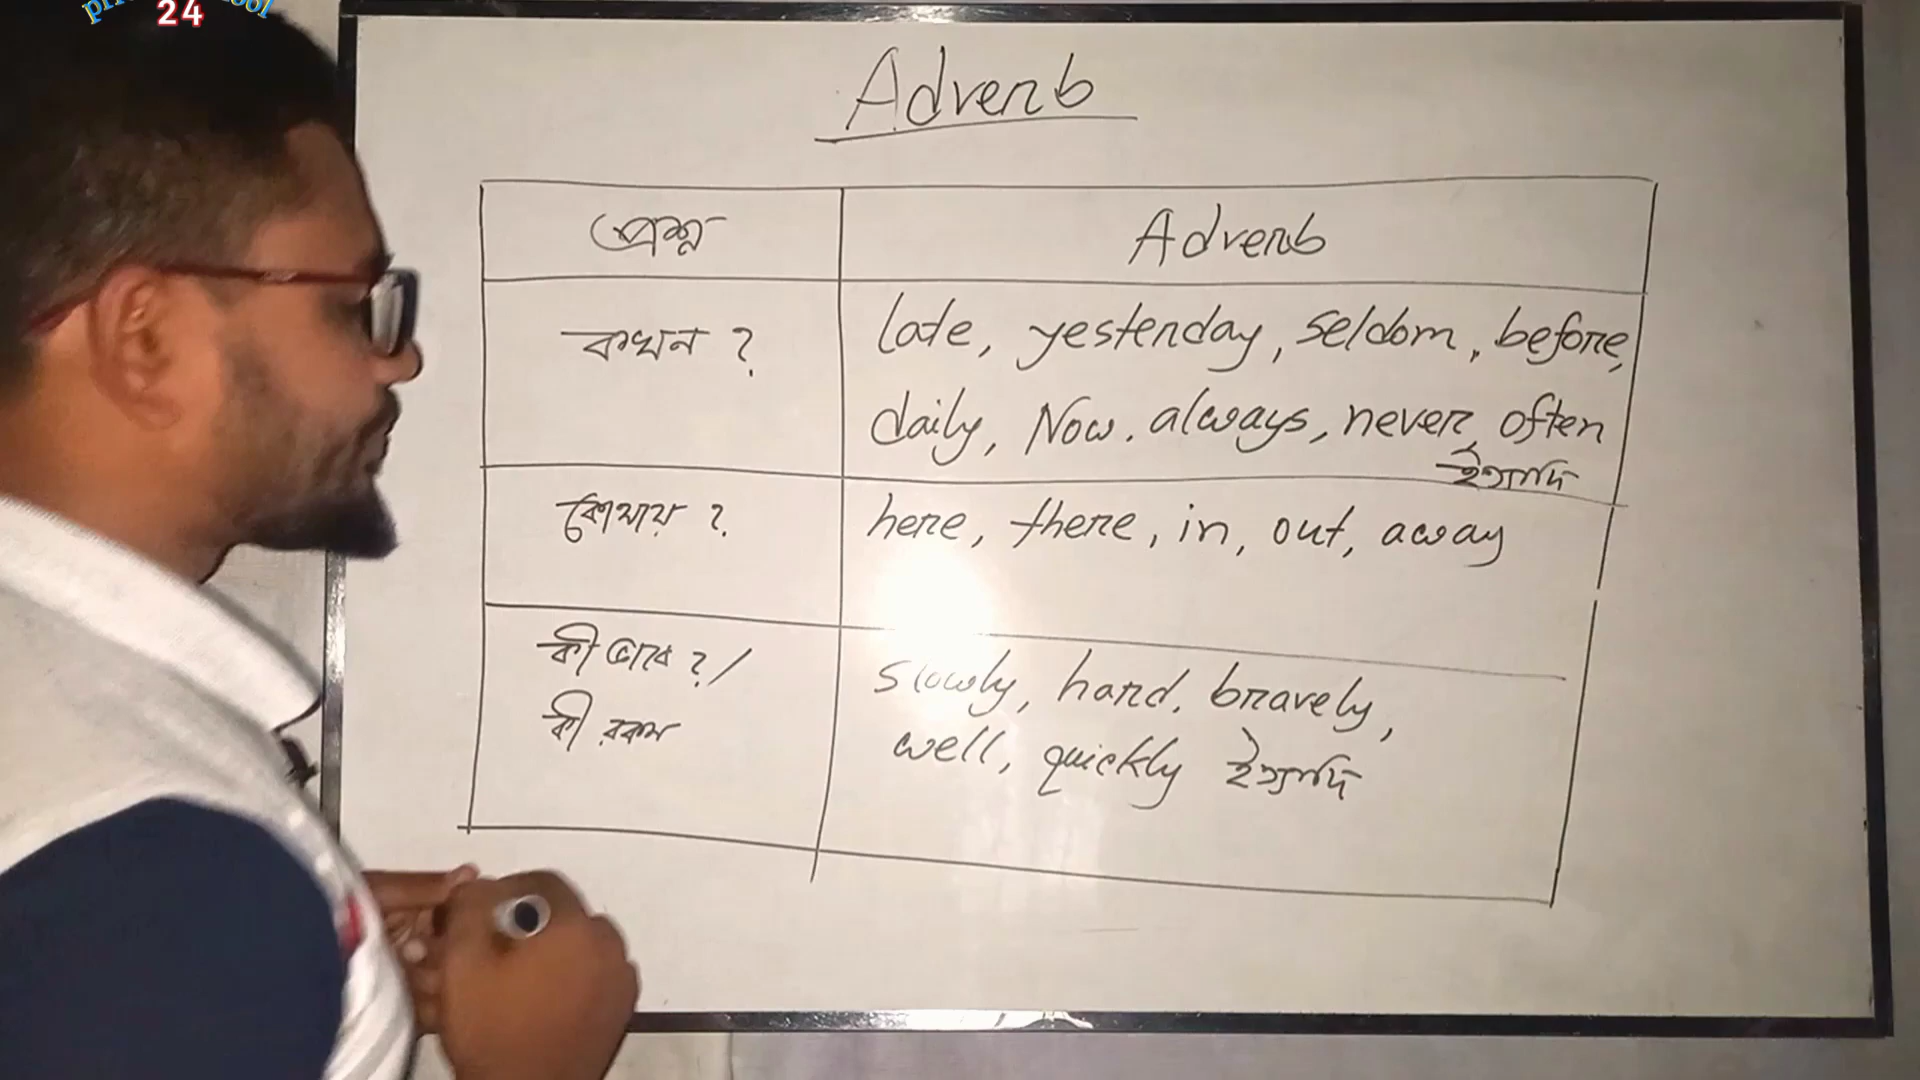 24
Adverb
প্রশ্ন
Adverb
কখন ?
late, yesterday, seldom, before,
daily, Now, always, never, often
ইত্যাদি
কোথায় ?
here, there, in, out, away
কী ভাবে ? /
কী রকম
slowly, hard, bravely,
well, quickly ইত্যাদি